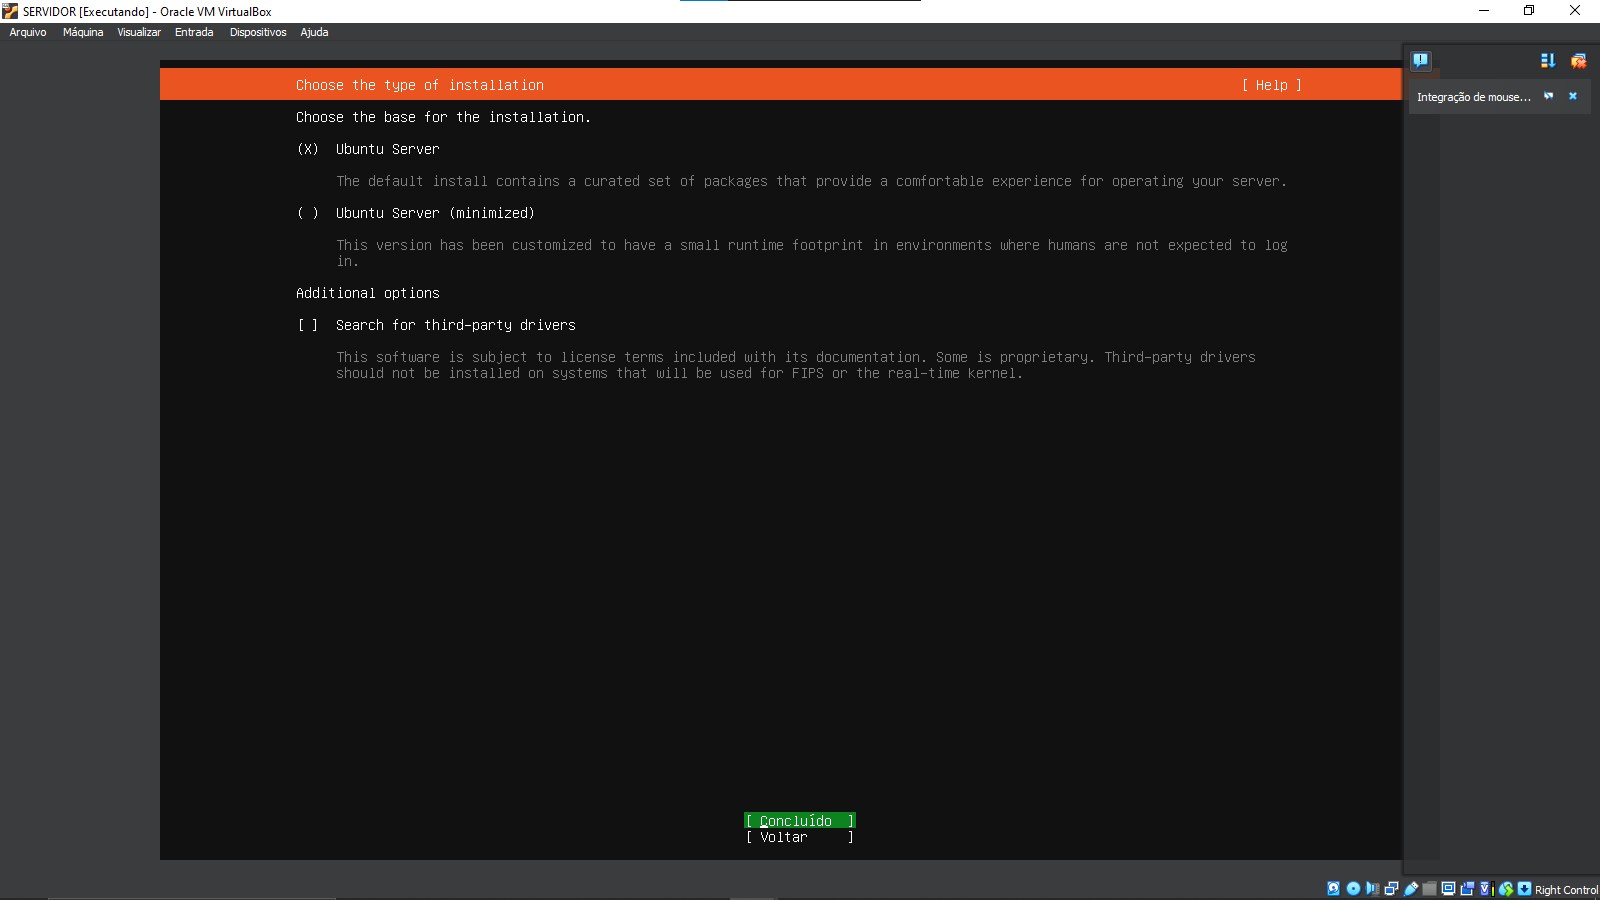 SERVIDOR [Executando] - Oracle VM VirtualBox
Arquivo Máquina Visualizar Entrada Dispositivos Ajuda
Choose the type of installation [ Help ]
Integração de mouse...
Choose the base for the installation.
(X) Ubuntu Server
The default install contains a curated set of packages that provide a comfortable experience for operating your server.
( ) Ubuntu Server (minimized)
This version has been customized to have a small runtime footprint in environments where humans are not expected to log
in.
Additional options
[ ] Search for third-party drivers
This software is subject to license terms included with its documentation. Some is proprietary. Third-party drivers
should not be installed on systems that will be used for FIPS or the real-time kernel.
[ Concluído ]
[ Voltar ]
Right Control